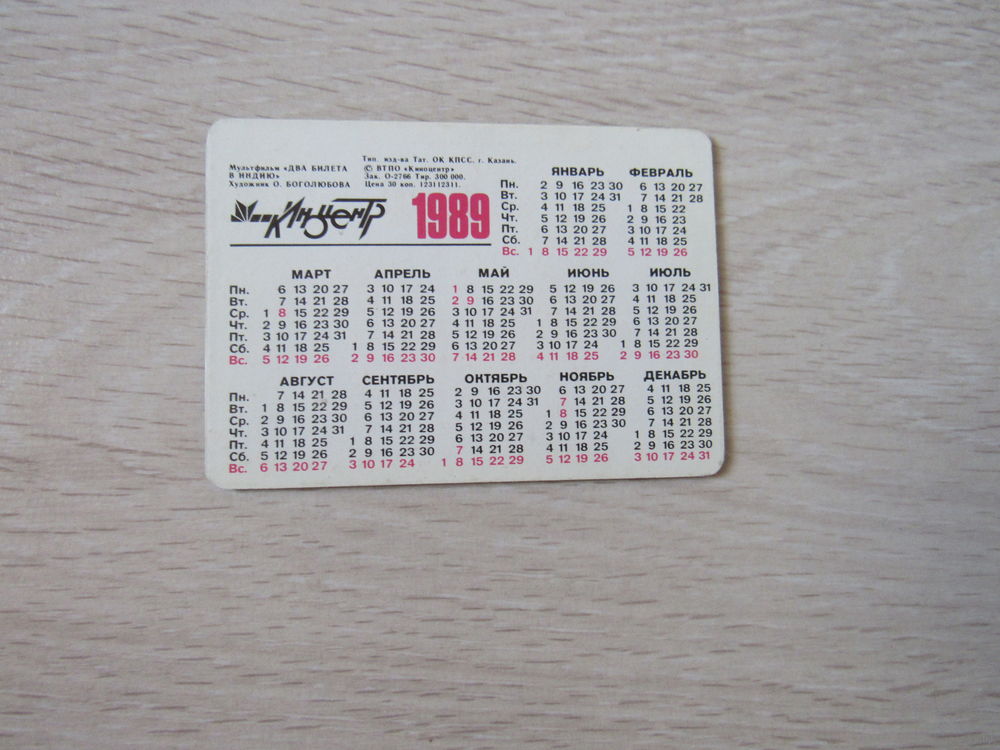 Мультфильм «ДВА БИЛЕТА
В ИНДИЮ»
Художник О. БОГОЛЮБОВА
Тип. изд-ва Тат. ОК КПСС. г. Казань.
© ВТПО «Киноцентр»
Зак. О-2766 Тир. 300 000.
Цена 30 коп. 123112311.
Киноцентр 1989
ЯНВАРЬ ФЕВРАЛЬ
Пн. 2 9 16 23 30 6 13 20 27
Вт. 3 10 17 24 31 7 14 21 28
Ср. 4 11 18 25 1 8 15 22
Чт. 5 12 19 26 2 9 16 23
Пт. 6 13 20 27 3 10 17 24
Сб. 7 14 21 28 4 11 18 25
Вс. 1 8 15 22 29 5 12 19 26
МАРТ АПРЕЛЬ МАЙ ИЮНЬ ИЮЛЬ
Пн. 6 13 20 27 3 10 17 24 1 8 15 22 29 5 12 19 26 3 10 17 24 31
Вт. 7 14 21 28 4 11 18 25 2 9 16 23 30 6 13 20 27 4 11 18 25
Ср. 1 8 15 22 29 5 12 19 26 3 10 17 24 31 7 14 21 28 5 12 19 26
Чт. 2 9 16 23 30 6 13 20 27 4 11 18 25 1 8 15 22 29 6 13 20 27
Пт. 3 10 17 24 31 7 14 21 28 5 12 19 26 2 9 16 23 30 7 14 21 28
Сб. 4 11 18 25 1 8 15 22 29 6 13 20 27 3 10 17 24 1 8 15 22 29
Вс. 5 12 19 26 2 9 16 23 30 7 14 21 28 4 11 18 25 2 9 16 23 30
АВГУСТ СЕНТЯБРЬ ОКТЯБРЬ НОЯБРЬ ДЕКАБРЬ
Пн. 7 14 21 28 4 11 18 25 2 9 16 23 30 6 13 20 27 4 11 18 25
Вт. 1 8 15 22 29 5 12 19 26 3 10 17 24 31 7 14 21 28 5 12 19 26
Ср. 2 9 16 23 30 6 13 20 27 4 11 18 25 1 8 15 22 29 6 13 20 27
Чт. 3 10 17 24 31 7 14 21 28 5 12 19 26 2 9 16 23 30 7 14 21 28
Пт. 4 11 18 25 1 8 15 22 29 6 13 20 27 3 10 17 24 1 8 15 22 29
Сб. 5 12 19 26 2 9 16 23 30 7 14 21 28 4 11 18 25 2 9 16 23 30
Вс. 6 13 20 27 3 10 17 24 1 8 15 22 29 5 12 19 26 3 10 17 24 31